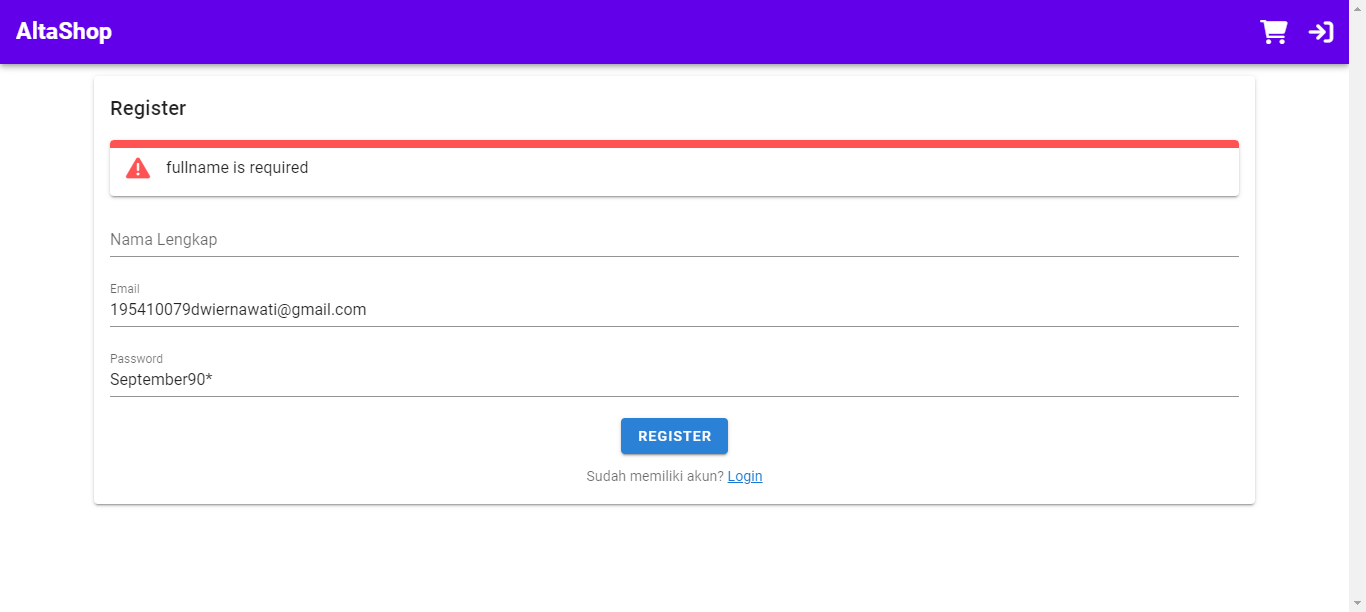 AltaShop
Register
fullname is required
Nama Lengkap
Email
195410079dwiernawati@gmail.com
Password
September90*
REGISTER
Sudah memiliki akun? Login